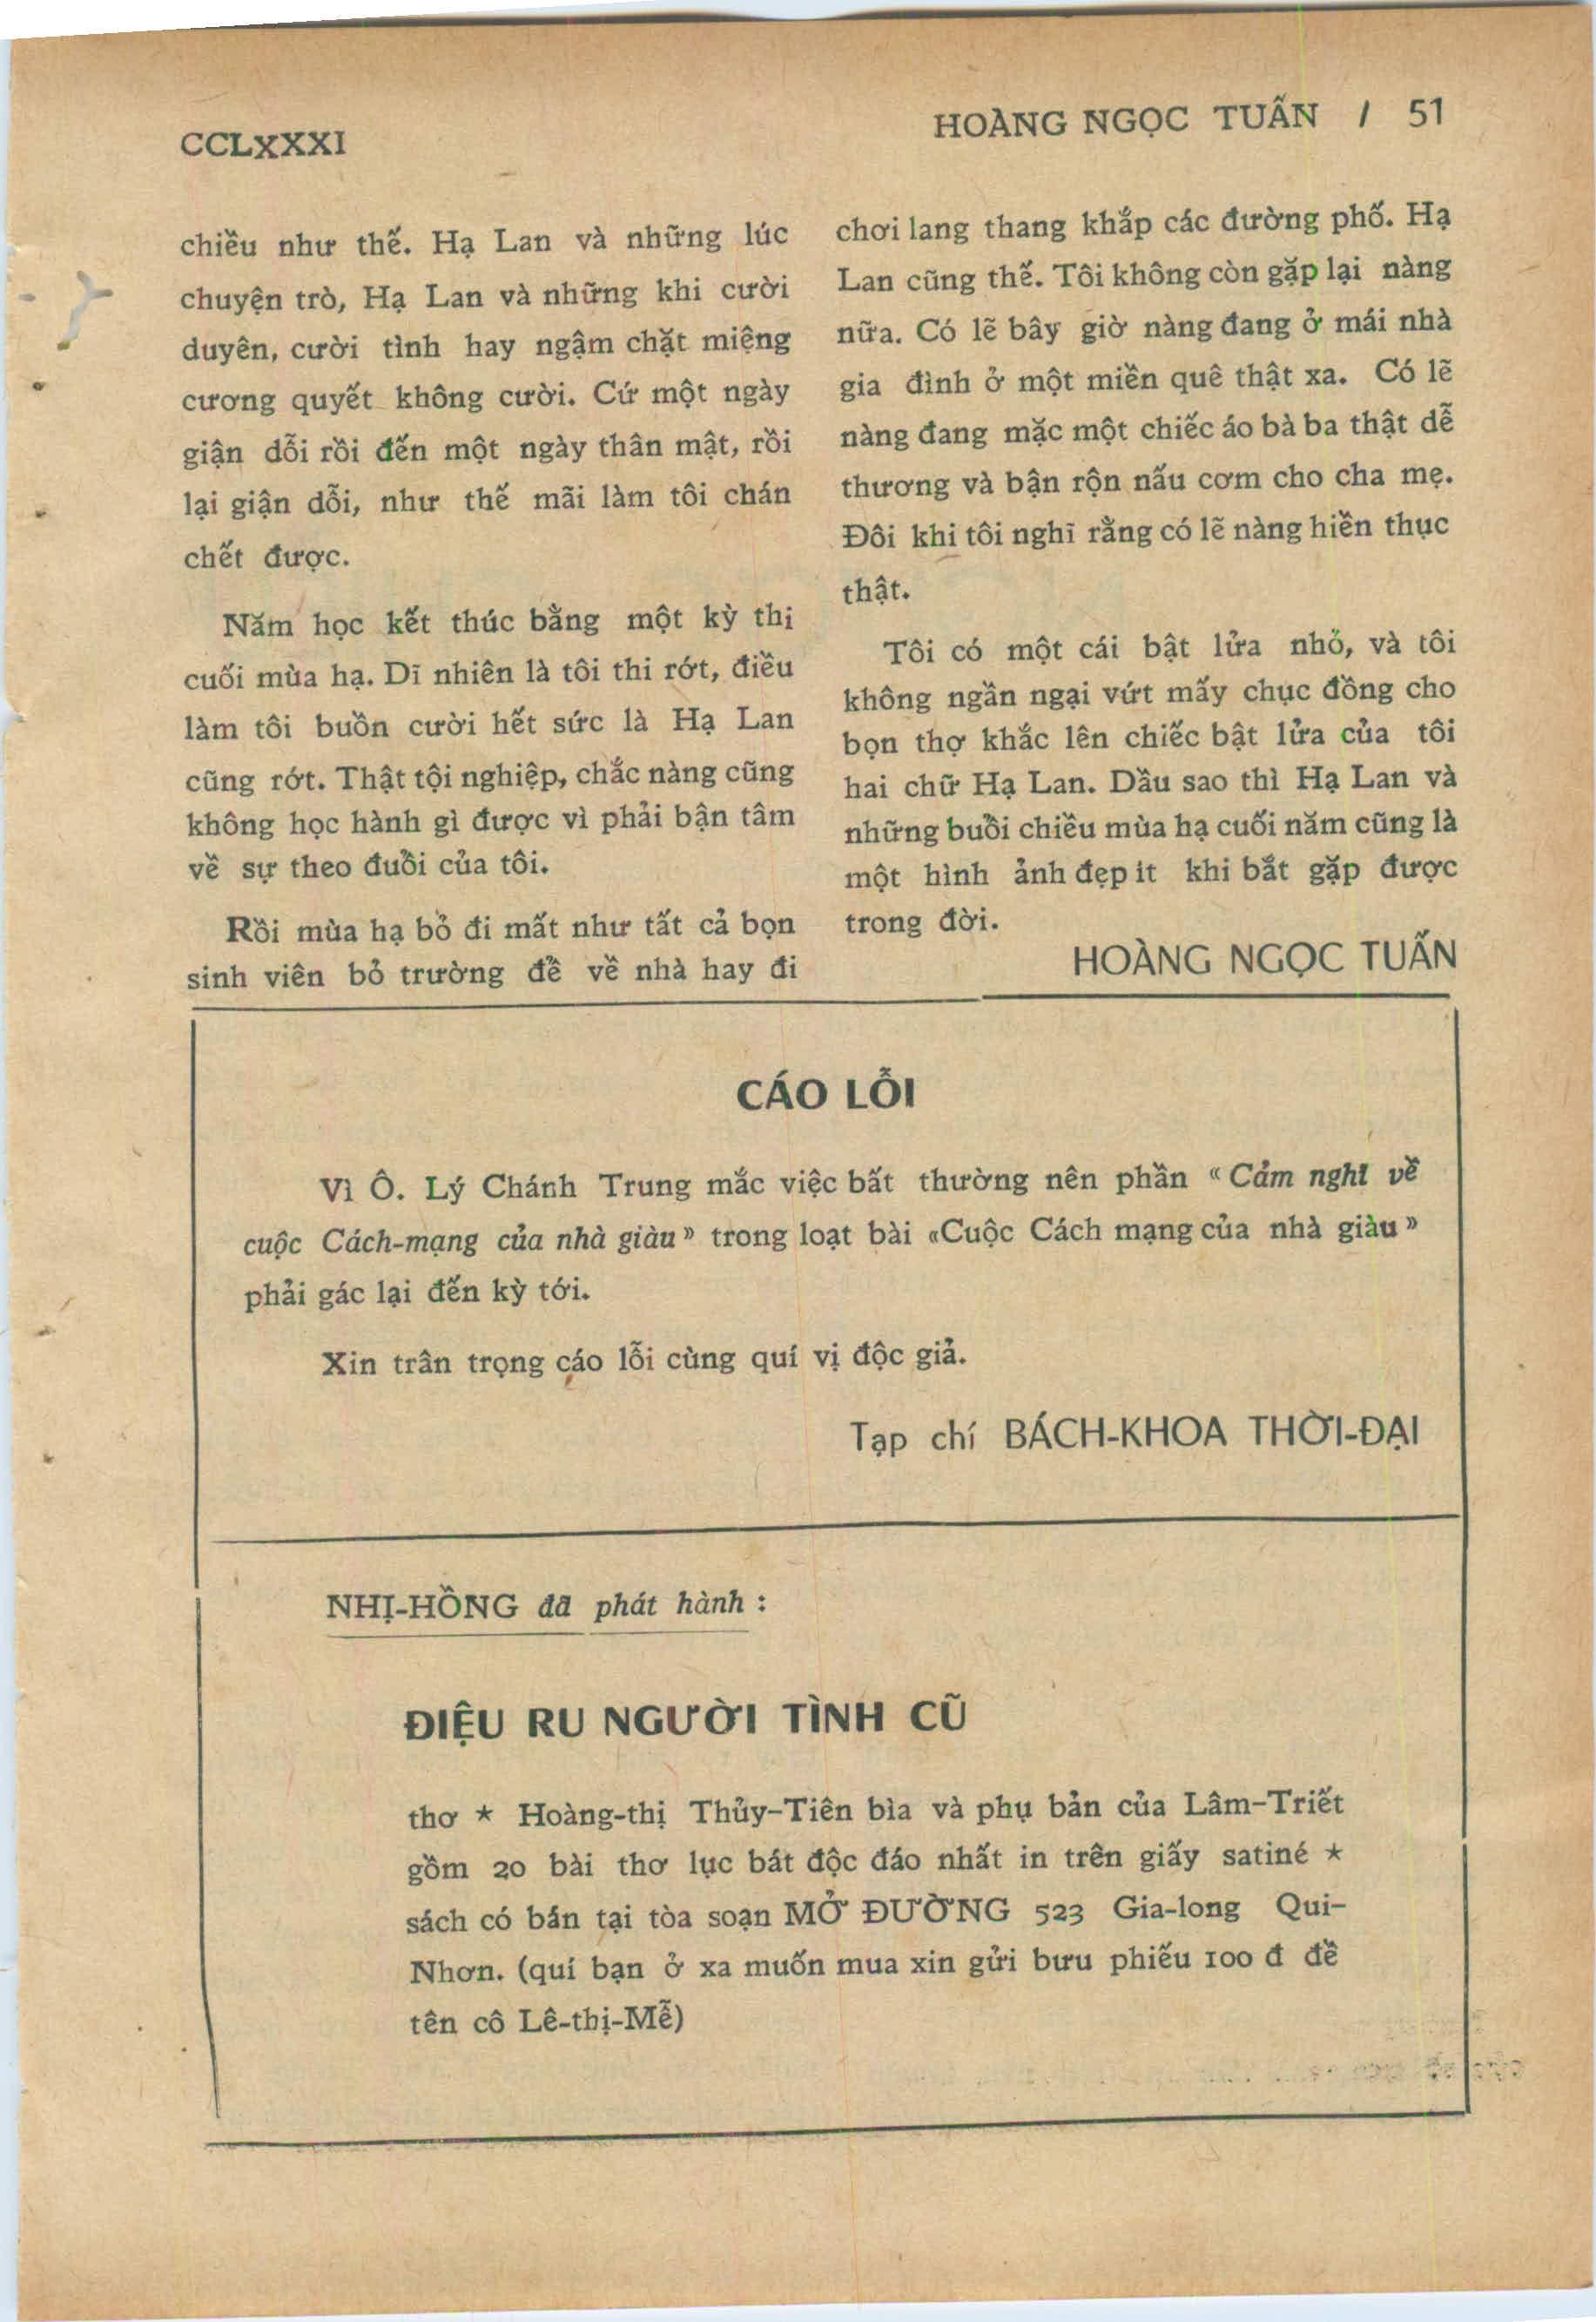 CCLXXXI
HOÀNG NGỌC TUẤN / 51
chiều như thế. Hạ Lan và những lúc
chuyện trò, Hạ Lan và những khi cười
duyên, cười tình hay ngậm chặt miệng
cương quyết không cười. Cứ một ngày
giận dỗi rồi đến một ngày thân mật, rồi
lại giận dỗi, như thế mãi làm tôi chán
chết được.
Năm học kết thúc bằng một kỳ thi
cuối mùa hạ. Dĩ nhiên là tôi thi rớt, điều
làm tôi buồn cười hết sức là Hạ Lan
cũng rớt. Thật tội nghiệp, chắc nàng cũng
không học hành gì được vì phải bận tâm
về sự theo đuổi của tôi.
Rồi mùa hạ bỏ đi mất như tất cả bọn
sinh viên bỏ trường để về nhà hay đi
chơi lang thang khắp các đường phố. Hạ
Lan cũng thế. Tôi không còn gặp lại nàng
nữa. Có lẽ bây giờ nàng đang ở mái nhà
gia đình ở một miền quê thật xa. Có lẽ
nàng đang mặc một chiếc áo bà ba thật dễ
thương và bận rộn nấu cơm cho cha mẹ.
Đôi khi tôi nghĩ rằng có lẽ nàng hiền thục
thật.
Tôi có một cái bật lửa nhỏ, và tôi
không ngần ngại vứt mấy chục đồng cho
bọn thợ khắc lên chiếc bật lửa của tôi
hai chữ Hạ Lan. Dầu sao thì Hạ Lan và
những buổi chiều mùa hạ cuối năm cũng là
một hình ảnh đẹp ít khi bắt gặp được
trong đời.
HOÀNG NGỌC TUẤN
CÁO LỖI
Vì Ô. Lý Chánh Trung mắc việc bất thường nên phần « Cảm nghĩ về
cuộc Cách-mạng của nhà giàu » trong loạt bài «Cuộc Cách mạng của nhà giàu »
phải gác lại đến kỳ tới.
Xin trân trọng cáo lỗi cùng quí vị độc giả.
Tạp chí BÁCH-KHOA THỜI-ĐẠI
NHỊ-HỒNG đã phát hành :
ĐIỆU RU NGƯỜI TÌNH CŨ
thơ ★ Hoàng-thị Thủy-Tiên bìa và phụ bản của Lâm-Triết
gồm 20 bài thơ lục bát độc đáo nhất in trên giấy satiné ★
sách có bán tại tòa soạn MỞ ĐƯỜNG 523 Gia-long Qui-
Nhơn. (quí bạn ở xa muốn mua xin gửi bưu phiếu 100 đ đề
tên cô Lê-thị-Mễ)